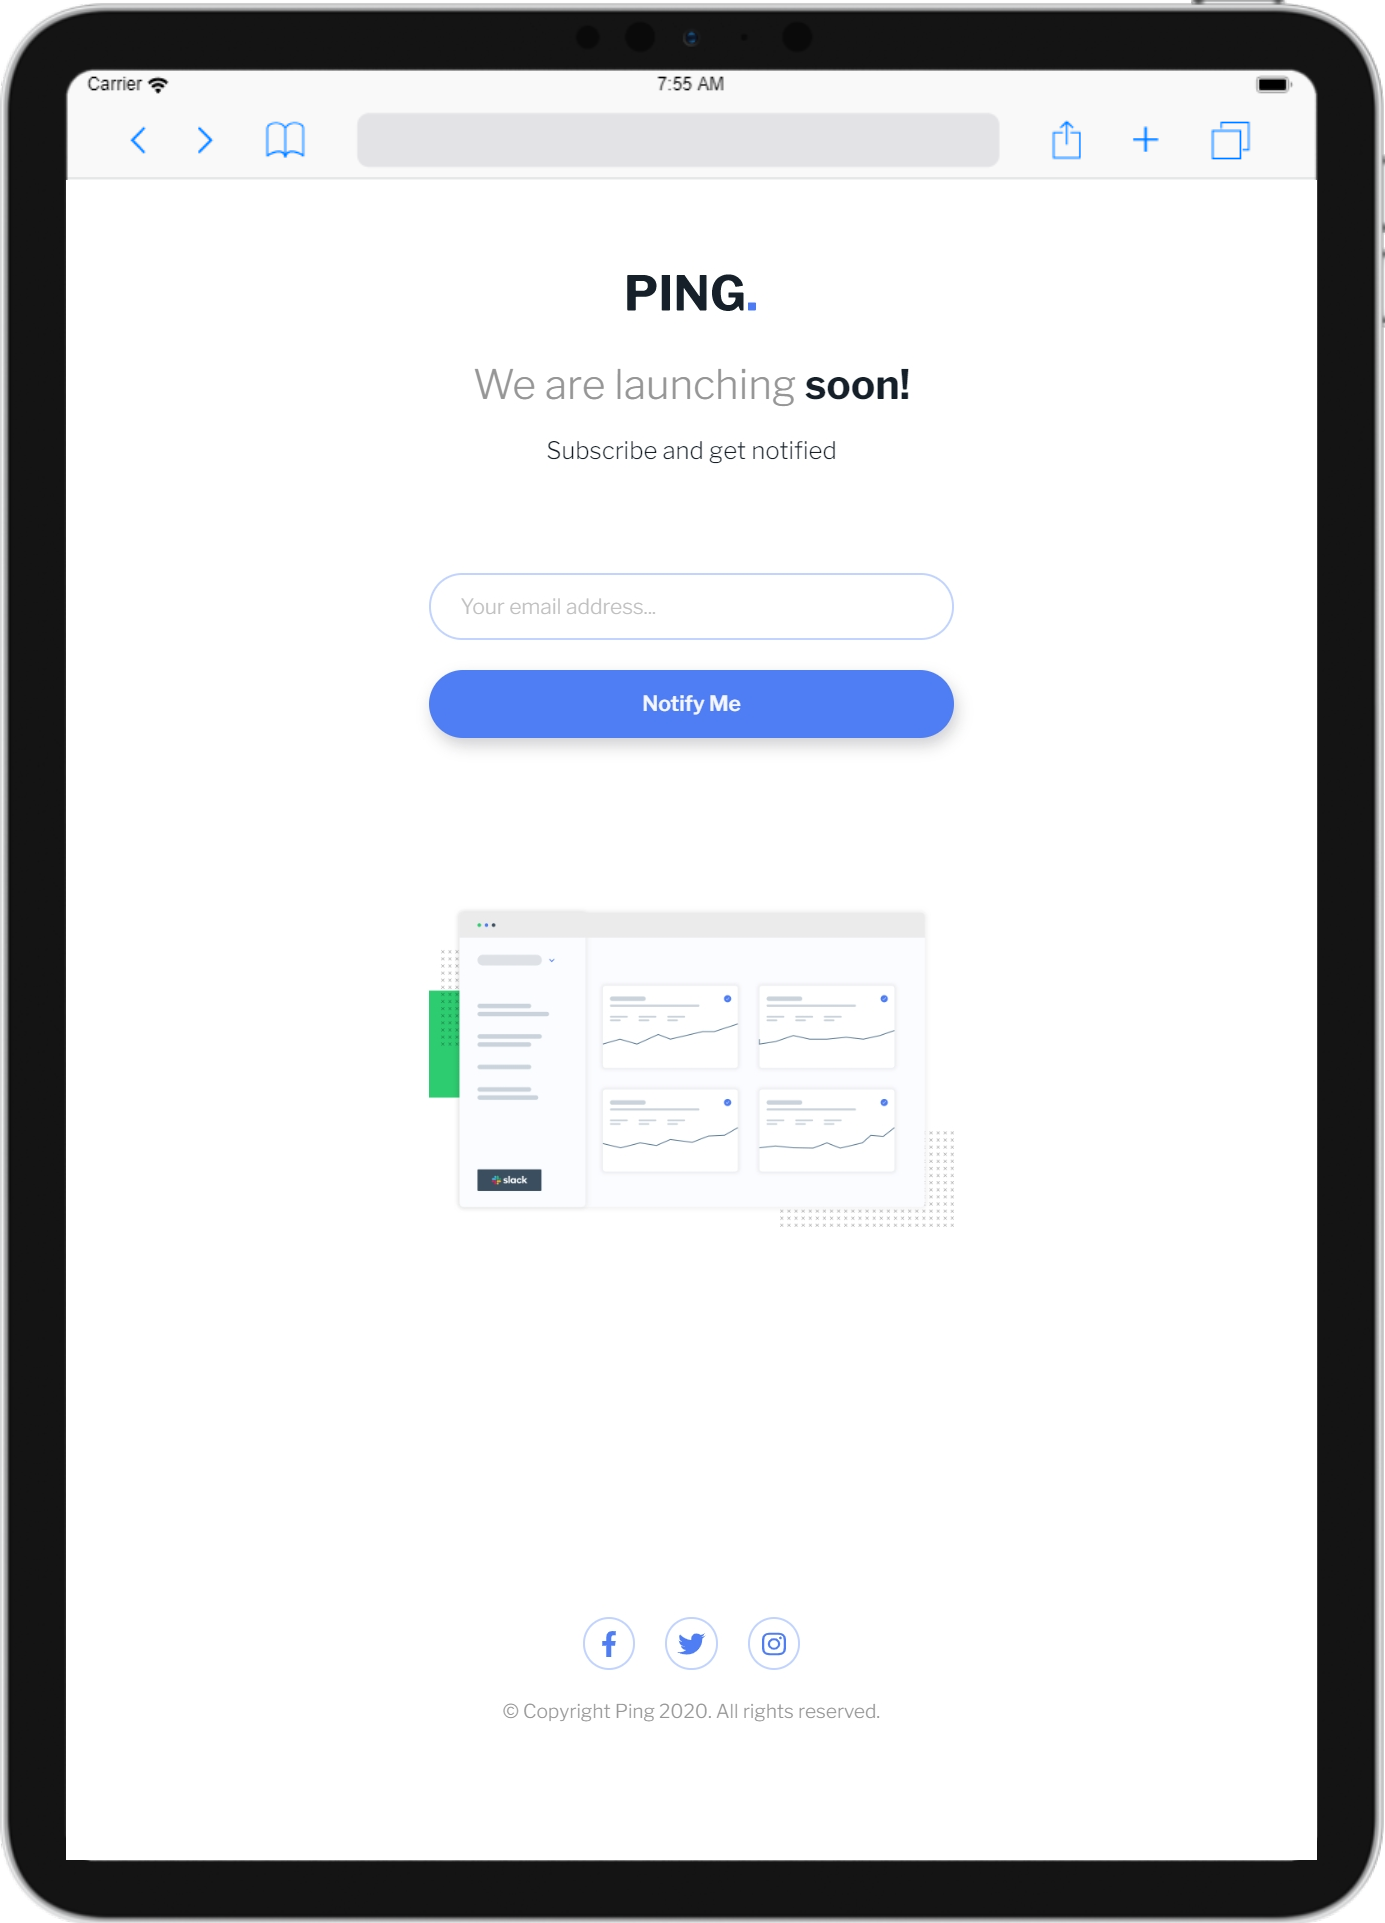 Carrier
7:55 AM
PING.
We are launching soon!
Subscribe and get notified
Your email address...
Notify Me
slack
© Copyright Ping 2020. All rights reserved.